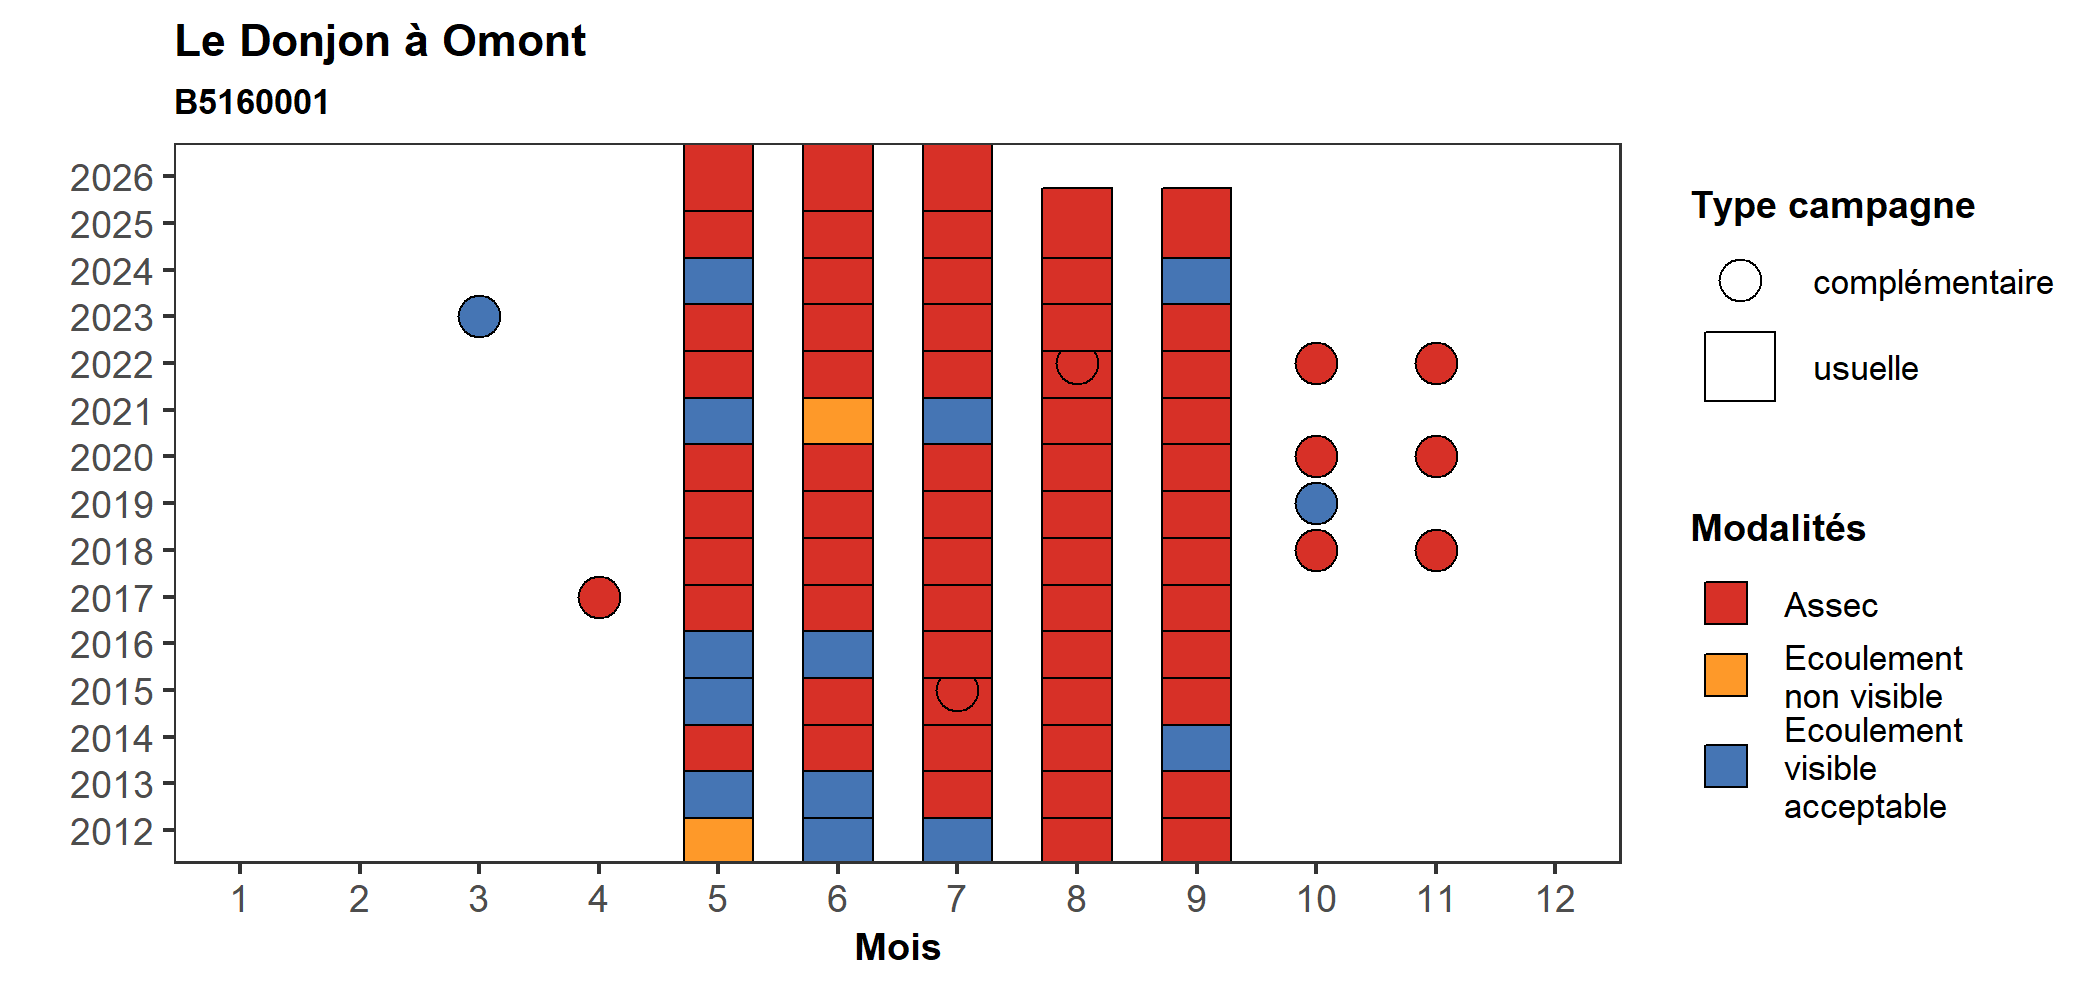 Le Donjon à Omont
B5160001
2026
2025
2024
2023
2022
2021
2020
2019
2018
2017
2016
2015
2014
2013
2012
1 2 3 4 5 6 7 8 9 10 11 12
Mois
Type campagne
complémentaire
usuelle
Modalités
Assec
Ecoulement
non visible
Ecoulement
visible
acceptable